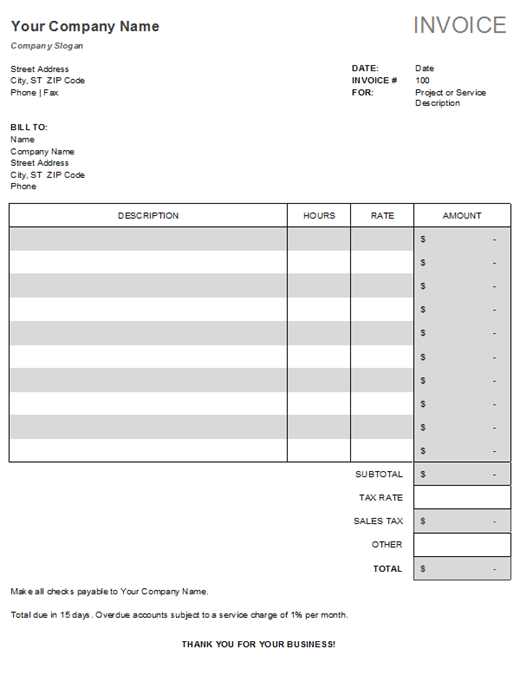 Your Company Name
INVOICE
Company Slogan
Street Address
City, ST  ZIP Code
Phone | Fax
DATE: Date
INVOICE # 100
FOR: Project or Service
Description
BILL TO:
Name
Company Name
Street Address
City, ST  ZIP Code
Phone
DESCRIPTION HOURS RATE AMOUNT
$ -
$ -
$ -
$ -
$ -
$ -
$ -
$ -
$ -
$ -
SUBTOTAL $ -
TAX RATE
SALES TAX $ -
OTHER
TOTAL $ -
Make all checks payable to Your Company Name.
Total due in 15 days. Overdue accounts subject to a service charge of 1% per month.
THANK YOU FOR YOUR BUSINESS!